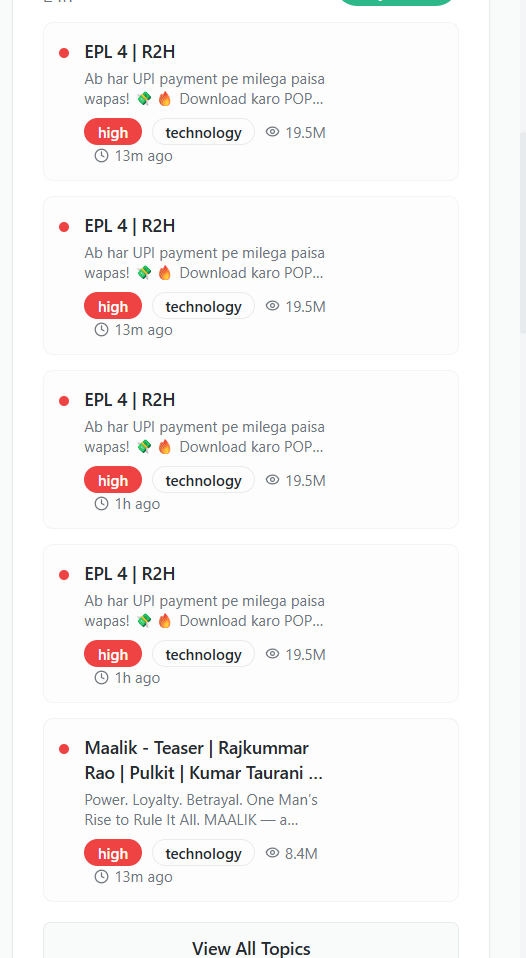 EPL 4 | R2H
Ab har UPI payment pe milega paisa
wapas! 💸 🔥 Download karo POP...
high technology 19.5M
13m ago
EPL 4 | R2H
Ab har UPI payment pe milega paisa
wapas! 💸 🔥 Download karo POP...
high technology 19.5M
13m ago
EPL 4 | R2H
Ab har UPI payment pe milega paisa
wapas! 💸 🔥 Download karo POP...
high technology 19.5M
1h ago
EPL 4 | R2H
Ab har UPI payment pe milega paisa
wapas! 💸 🔥 Download karo POP...
high technology 19.5M
1h ago
Maalik - Teaser | Rajkummar
Rao | Pulkit | Kumar Taurani ...
Power. Loyalty. Betrayal. One Man’s
Rise to Rule It All. MAALIK — a...
high technology 8.4M
13m ago
View All Topics